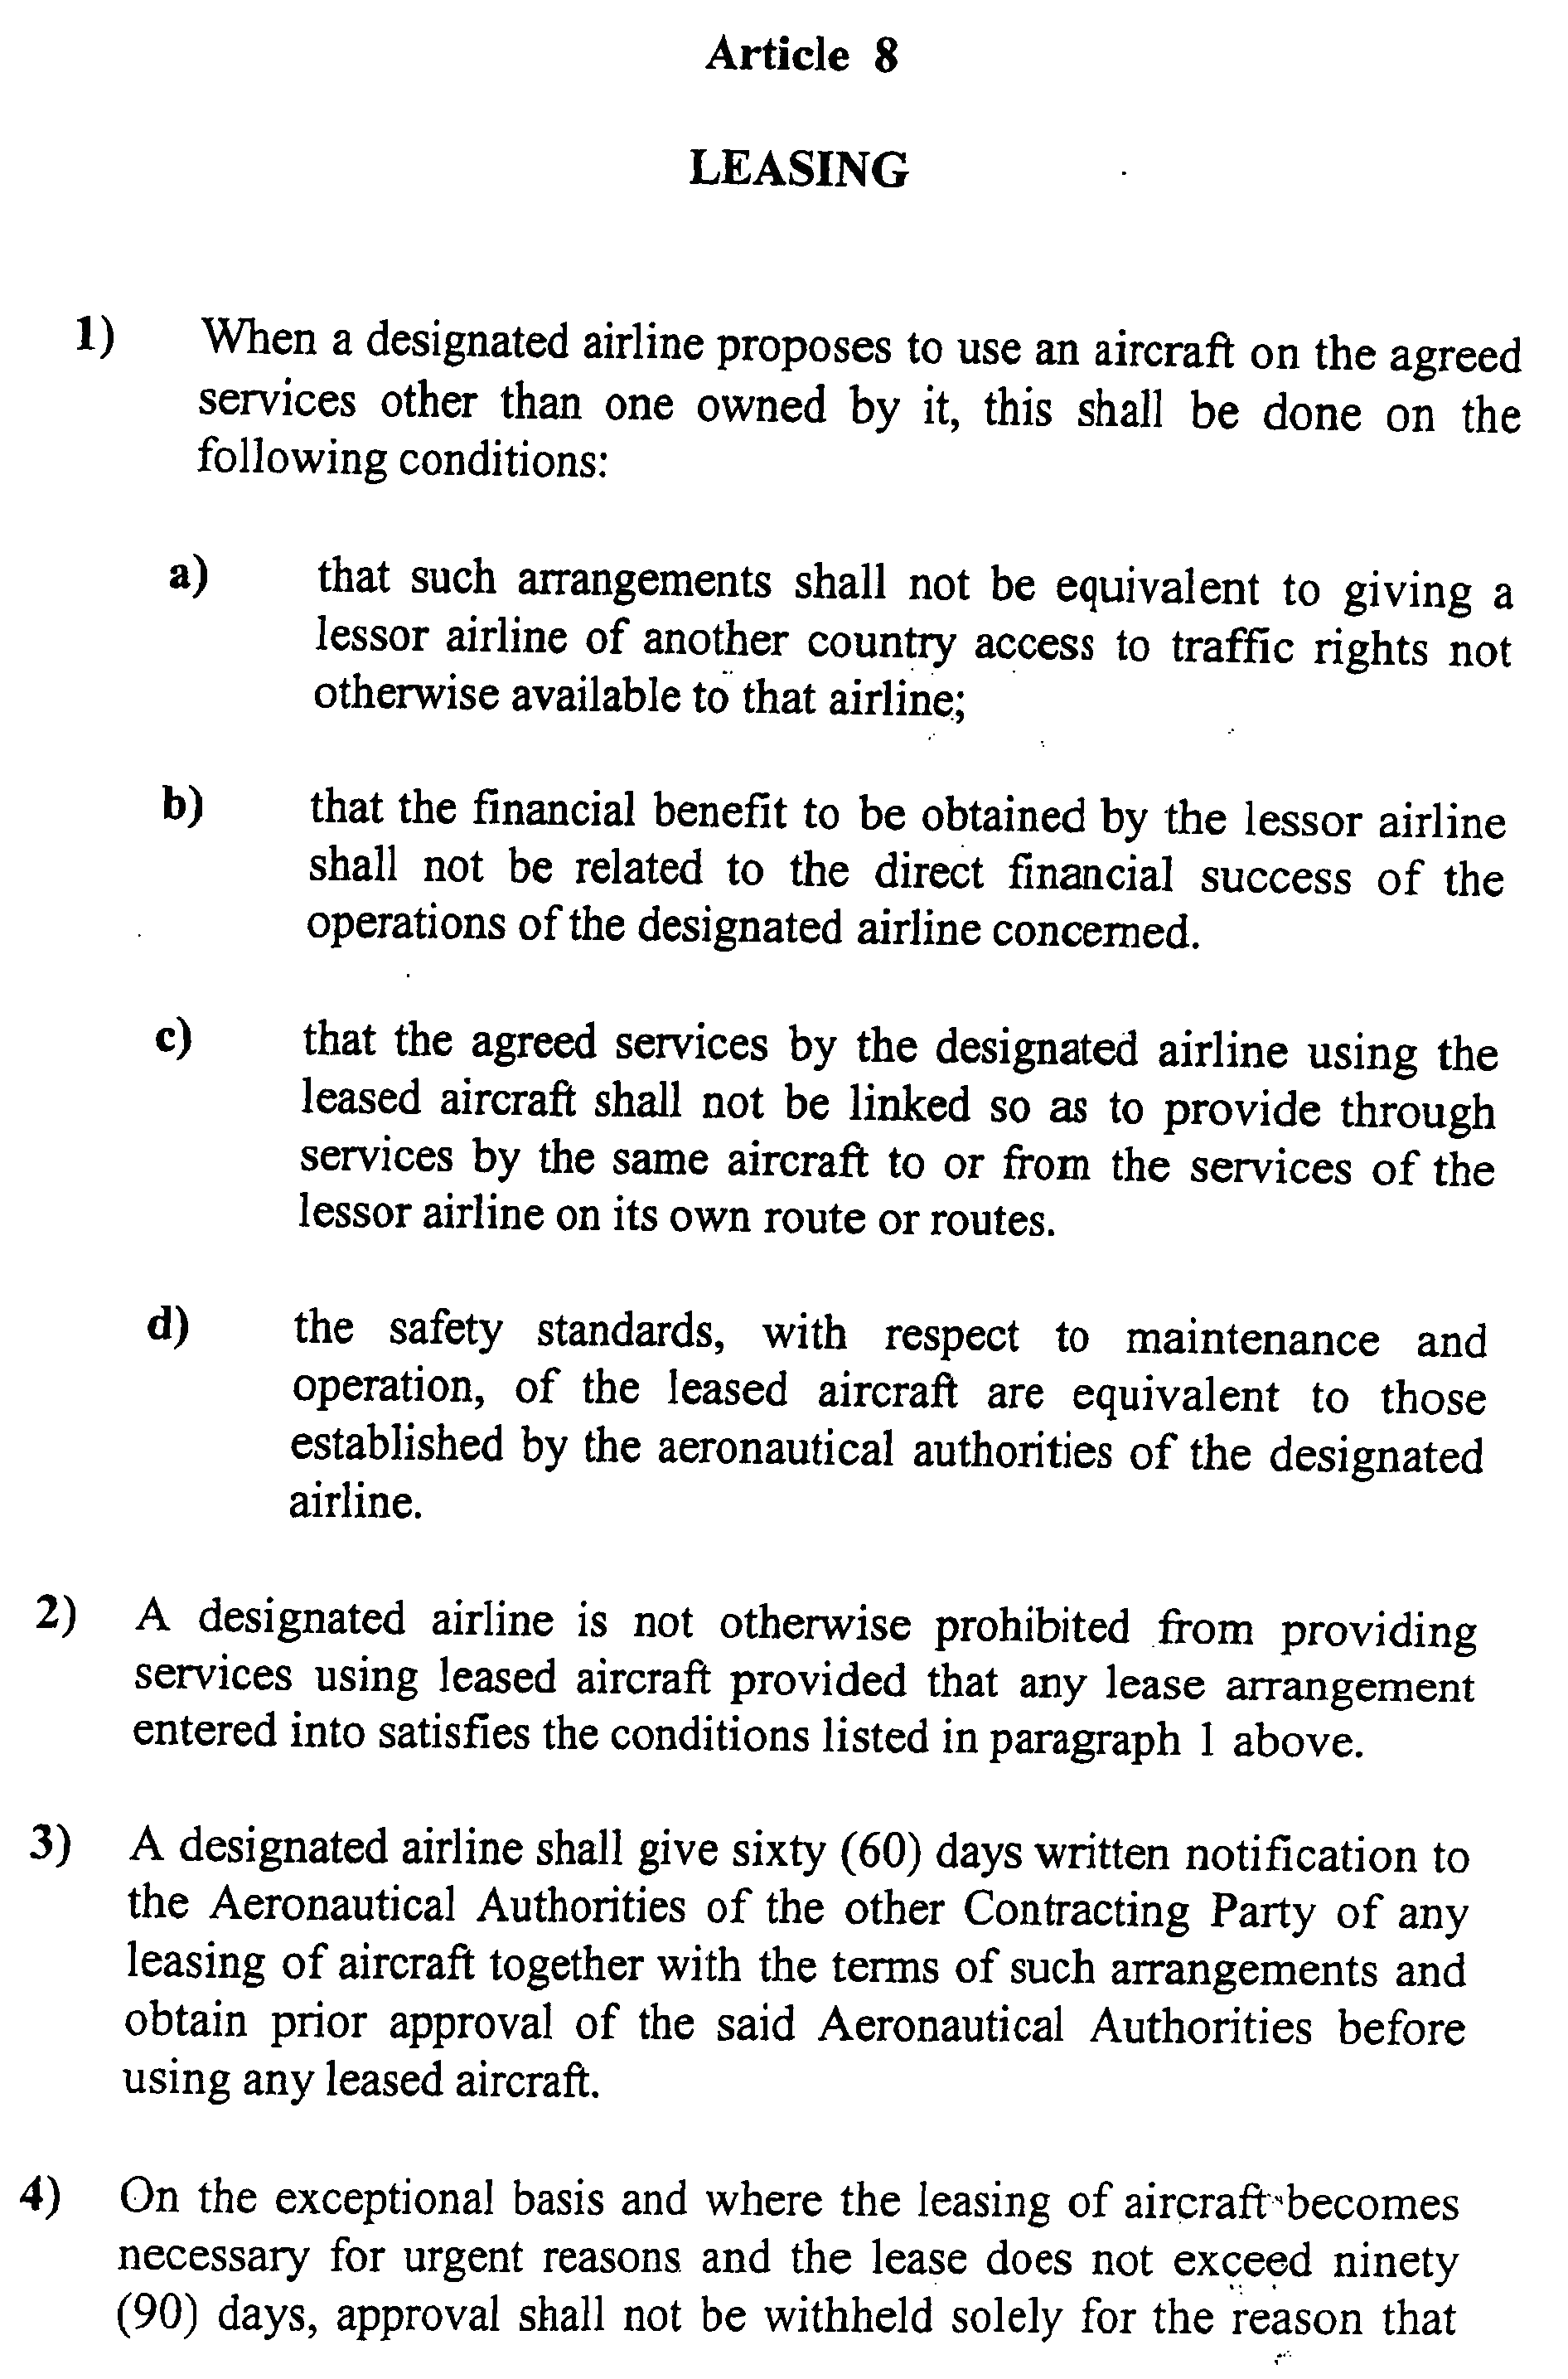 Article 8
LEASING
1) When a designated airline proposes to use an aircraft on the agreed
services other than one owned by it, this shall be done on the
following conditions:
a) that such arrangements shall not be equivalent to giving a
lessor airline of another country access to traffic rights not
otherwise available to that airline;
b) that the financial benefit to be obtained by the lessor airline
shall not be related to the direct financial success of the
operations of the designated airline concerned.
c) that the agreed services by the designated airline using the
leased aircraft shall not be linked so as to provide through
services by the same aircraft to or from the services of the
lessor airline on its own route or routes.
d) the safety standards, with respect to maintenance and
operation, of the leased aircraft are equivalent to those
established by the aeronautical authorities of the designated
airline.
2) A designated airline is not otherwise prohibited from providing
services using leased aircraft provided that any lease arrangement
entered into satisfies the conditions listed in paragraph 1 above.
3) A designated airline shall give sixty (60) days written notification to
the Aeronautical Authorities of the other Contracting Party of any
leasing of aircraft together with the terms of such arrangements and
obtain prior approval of the said Aeronautical Authorities before
using any leased aircraft.
4) On the exceptional basis and where the leasing of aircraft becomes
necessary for urgent reasons and the lease does not exceed ninety
(90) days, approval shall not be withheld solely for the reason that